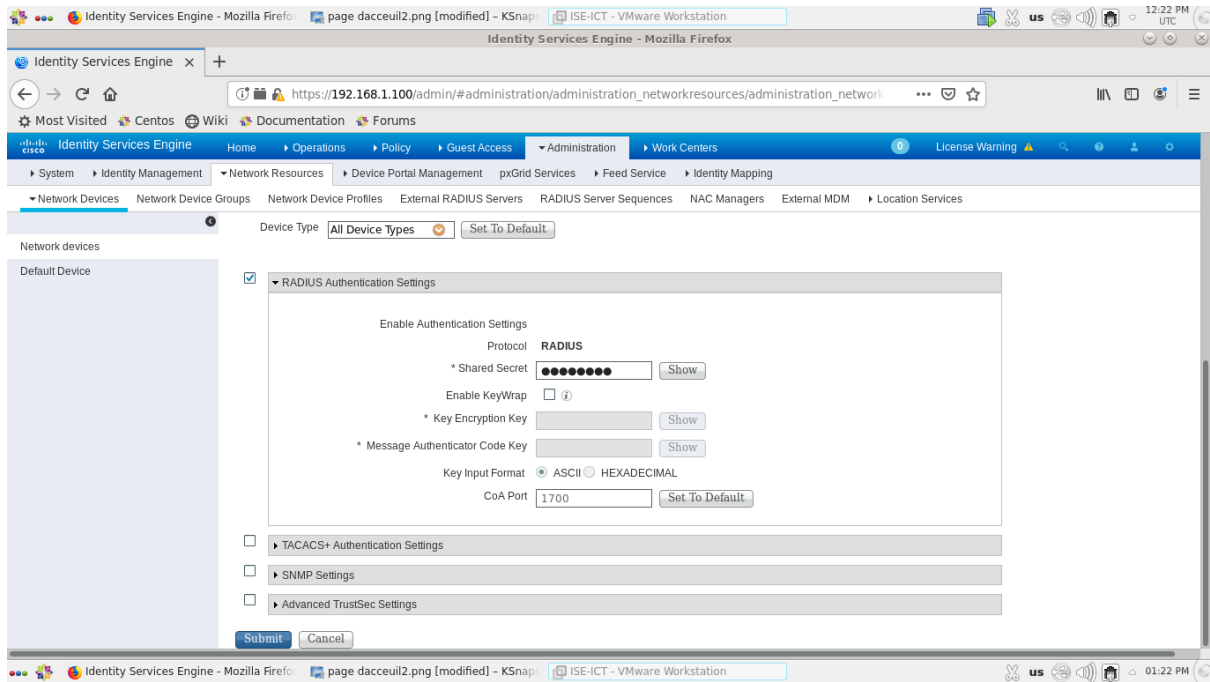 Identity Services Engine - Mozilla Firefo page dacceuil2.png [modified] – KSnap ISE-ICT - VMware Workstation us 12:22 PM
UTC
Identity Services Engine - Mozilla Firefox
Identity Services Engine × +
https://192.168.1.100/admin/#administration/administration_networkresources/administration_network
Most Visited Centos Wiki Documentation Forums
cisco Identity Services Engine Home Operations Policy Guest Access Administration Work Centers 0 License Warning
System Identity Management Network Resources Device Portal Management pxGrid Services Feed Service Identity Mapping
Network Devices Network Device Groups Network Device Profiles External RADIUS Servers RADIUS Server Sequences NAC Managers External MDM Location Services
Device Type All Device Types Set To Default
Network devices
Default Device
RADIUS Authentication Settings
Enable Authentication Settings
Protocol RADIUS
* Shared Secret ●●●●●●●● Show
Enable KeyWrap i
* Key Encryption Key Show
* Message Authenticator Code Key Show
Key Input Format ASCII HEXADECIMAL
CoA Port 1700 Set To Default
TACACS+ Authentication Settings
SNMP Settings
Advanced TrustSec Settings
Submit Cancel
Identity Services Engine - Mozilla Firefo page dacceuil2.png [modified] – KSnap ISE-ICT - VMware Workstation us 01:22 PM